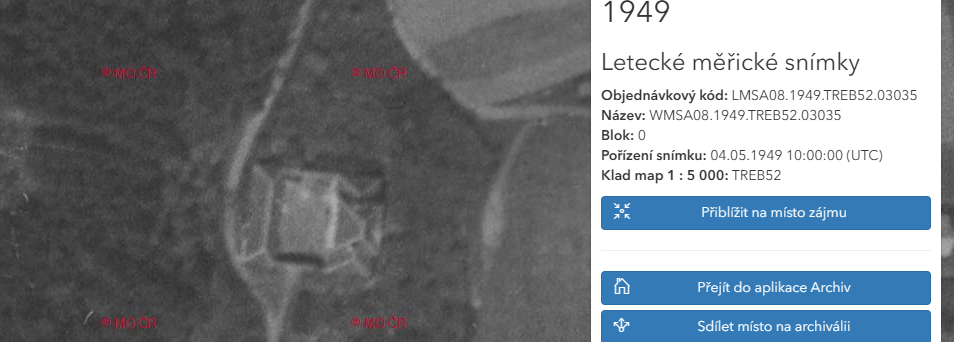 1949
Letecké měřické snímky
Objednávkový kód: LMSA08.1949.TREB52.03035
Název: WMSA08.1949.TREB52.03035
Blok: 0
Pořízení snímku: 04.05.1949 10:00:00 (UTC)
Klad map 1 : 5 000: TREB52
Přiblížit na místo zájmu
Přejít do aplikace Archiv
Sdílet místo na archiválii
© MO ČR
© MO ČR
© MO ČR
© MO ČR